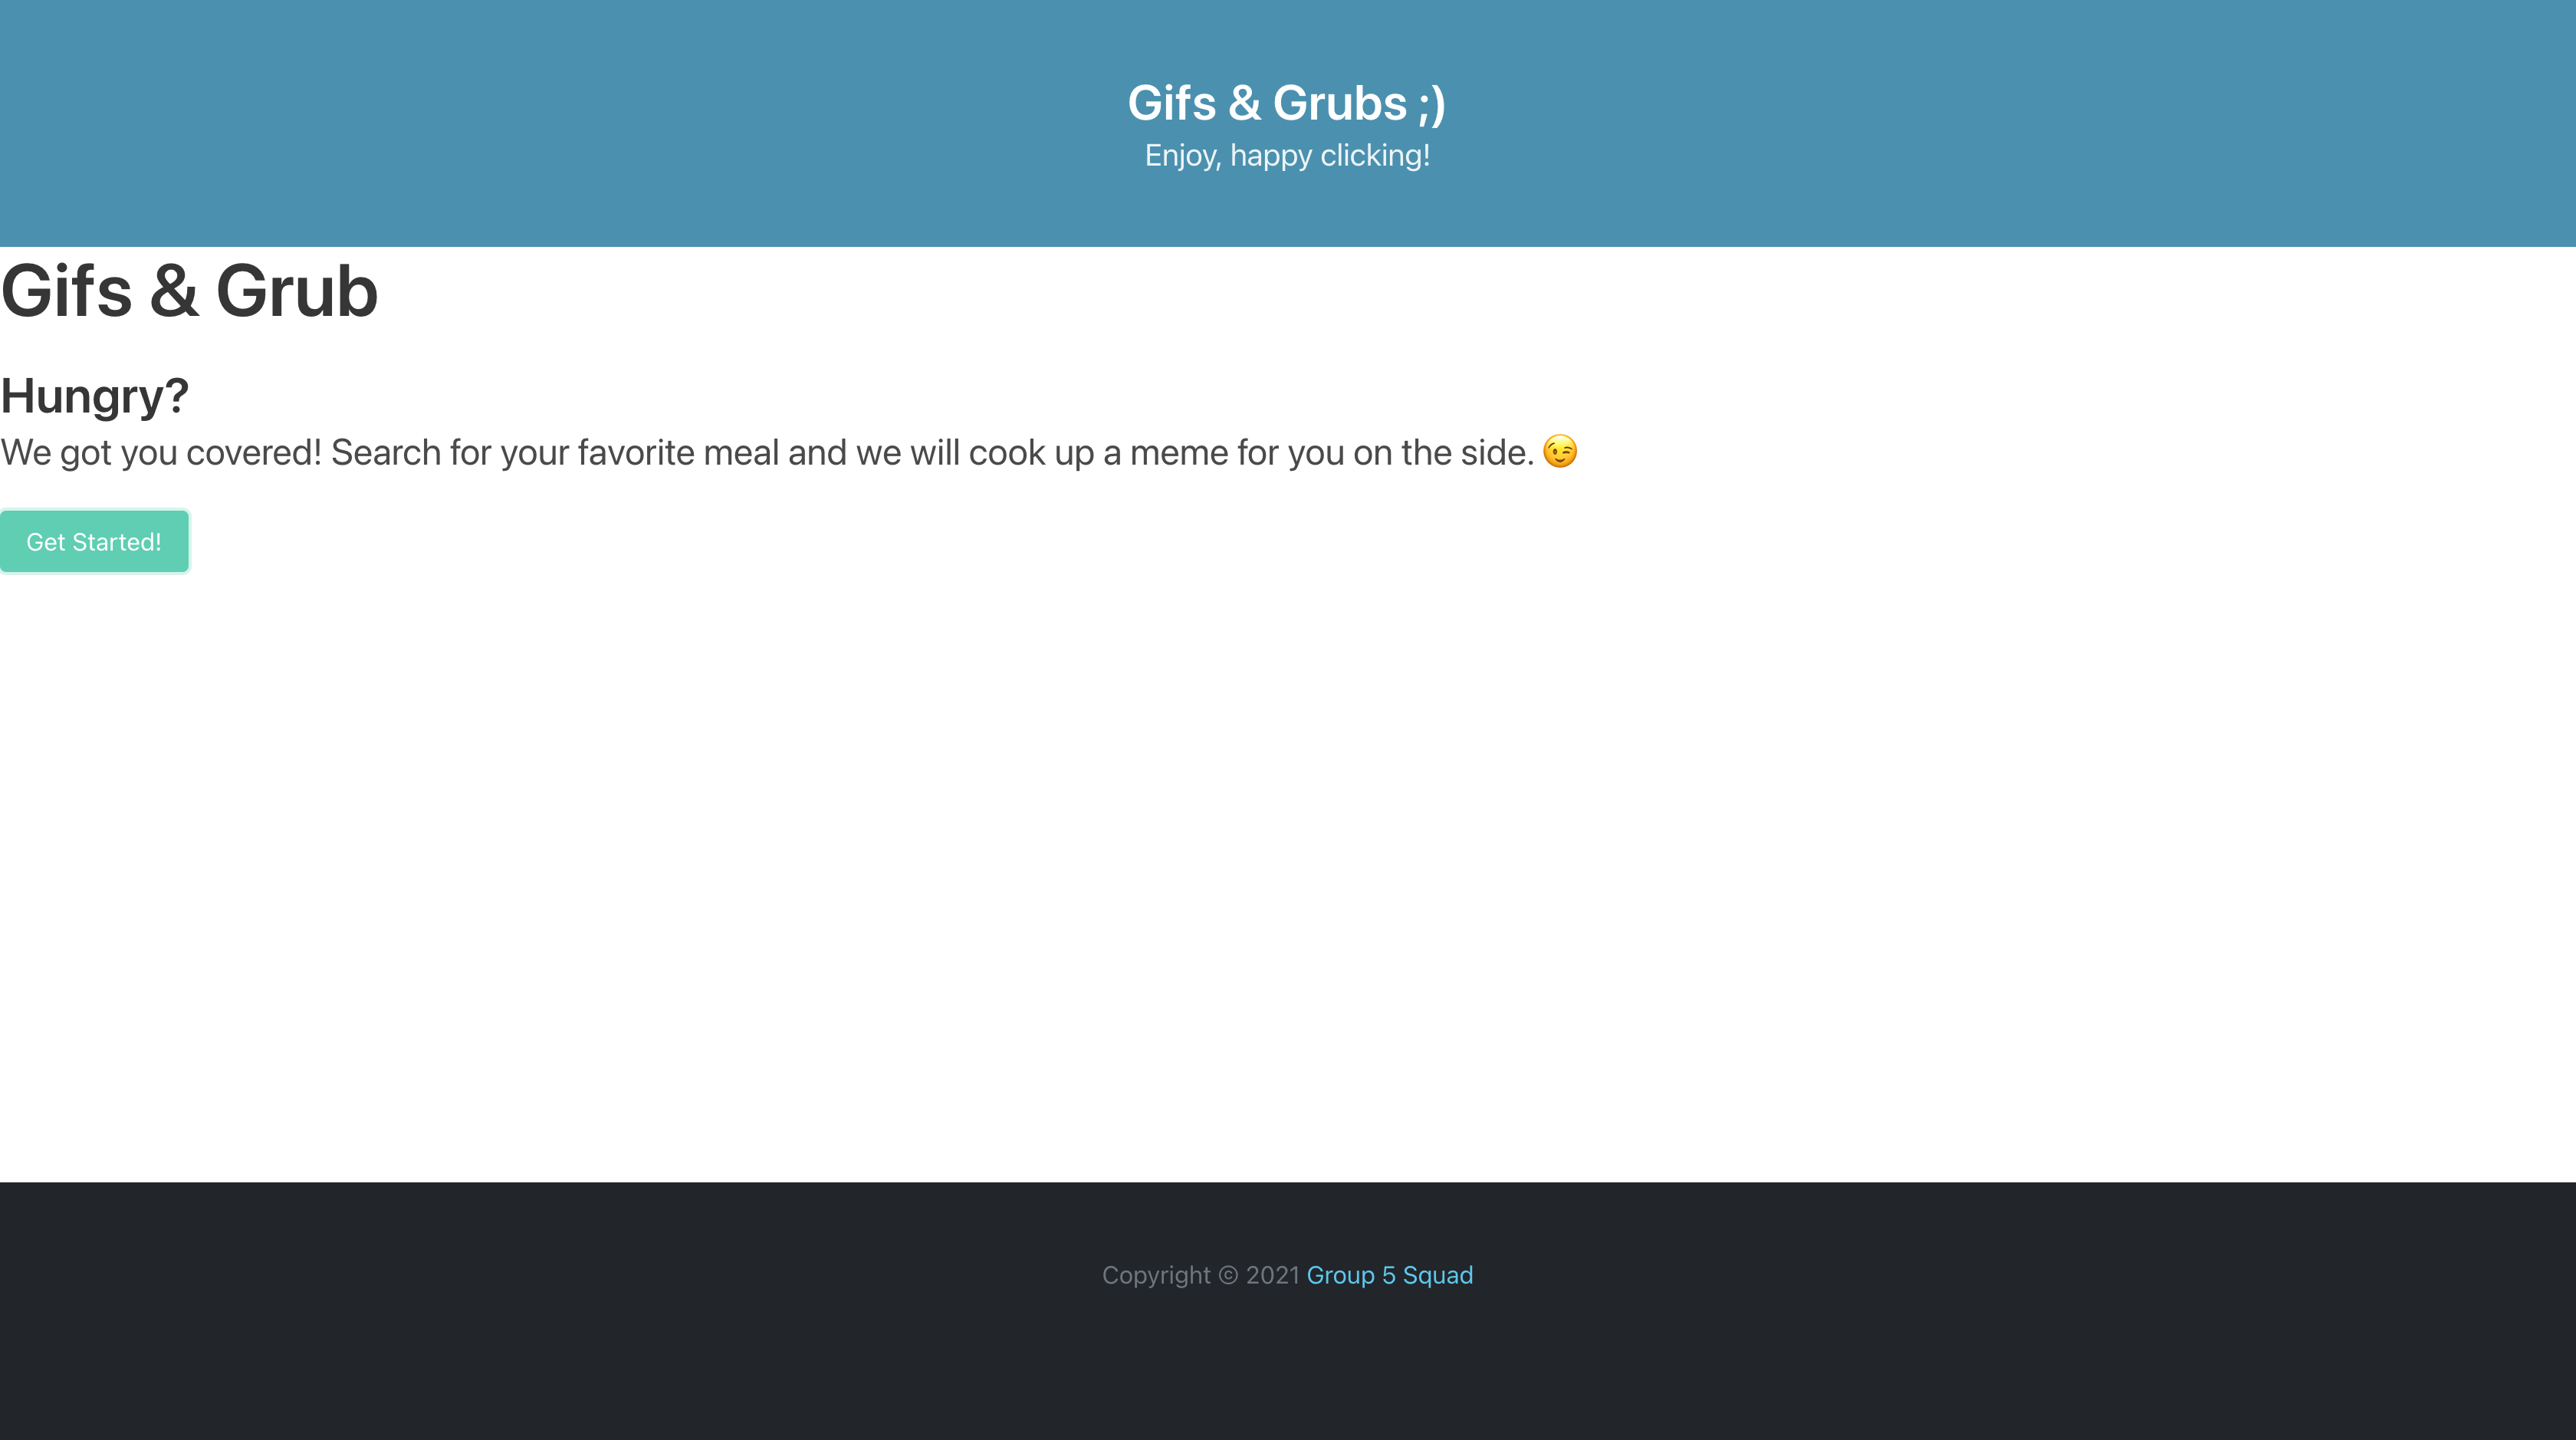 Gifs & Grubs ;)
Enjoy, happy clicking!
Gifs & Grub
Hungry?
We got you covered! Search for your favorite meal and we will cook up a meme for you on the side. 😉
Get Started!
Copyright © 2021 Group 5 Squad